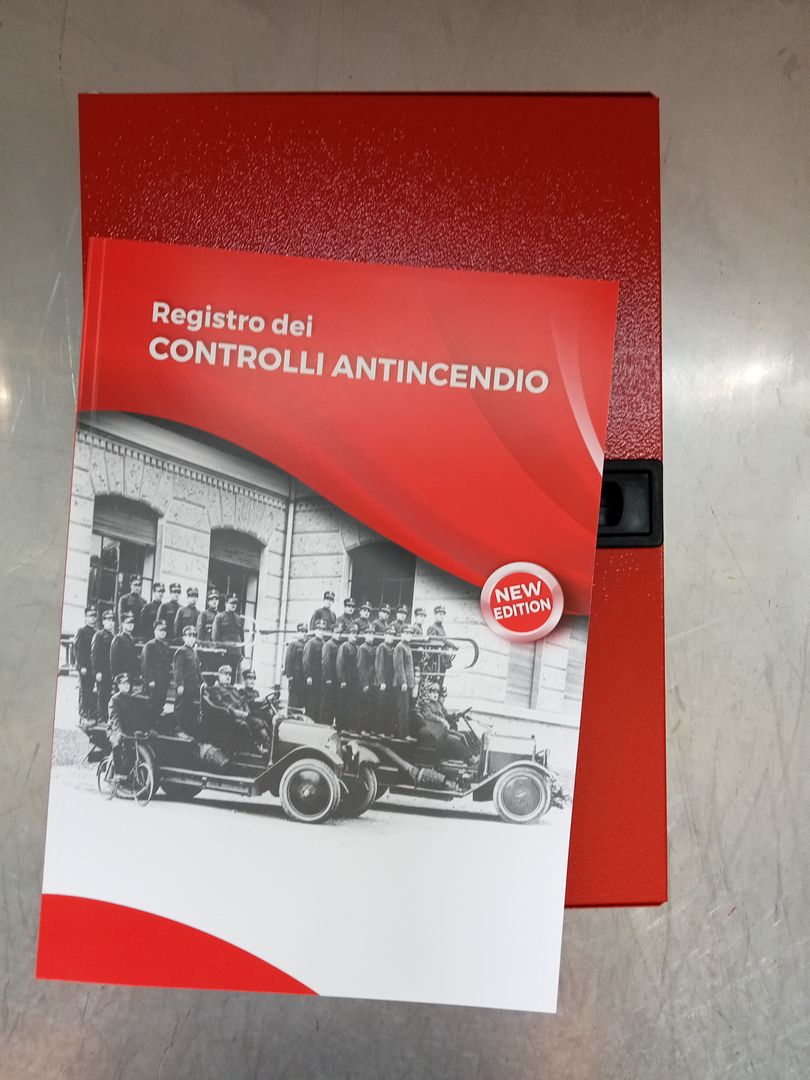 Registro dei
CONTROLLI ANTINCENDIO
NEW
EDITION